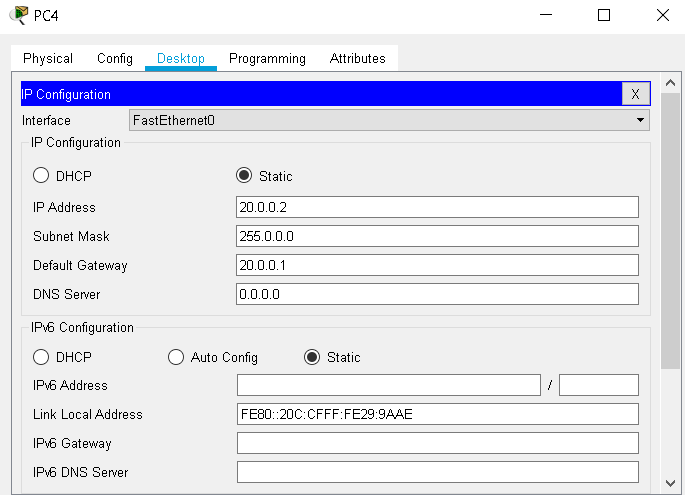 PC4
Physical Config Desktop Programming Attributes
IP Configuration X
Interface FastEthernet0
IP Configuration
DHCP Static
IP Address 20.0.0.2
Subnet Mask 255.0.0.0
Default Gateway 20.0.0.1
DNS Server 0.0.0.0
IPv6 Configuration
DHCP Auto Config Static
IPv6 Address /
Link Local Address FE80::20C:CFFF:FE29:9AAE
IPv6 Gateway
IPv6 DNS Server